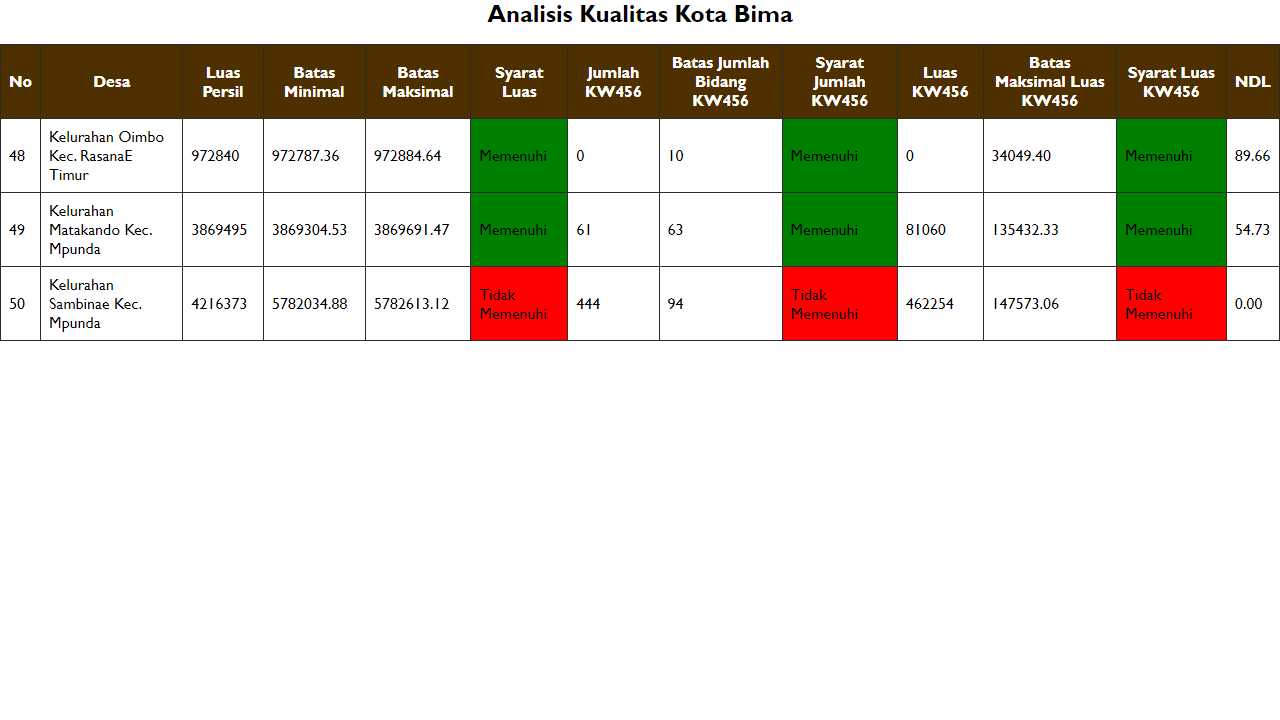 Analisis Kualitas Kota Bima
No Desa Luas Persil Batas Minimal Batas Maksimal Syarat Luas Jumlah KW456 Batas Jumlah Bidang KW456 Syarat Jumlah KW456 Luas KW456 Batas Maksimal Luas KW456 Syarat Luas KW456 NDL
48 Kelurahan Oimbo Kec. RasanaE Timur 972840 972787.36 972884.64 Memenuhi 0 10 Memenuhi 0 34049.40 Memenuhi 89.66
49 Kelurahan Matakando Kec. Mpunda 3869495 3869304.53 3869691.47 Memenuhi 61 63 Memenuhi 81060 135432.33 Memenuhi 54.73
50 Kelurahan Sambinae Kec. Mpunda 4216373 5782034.88 5782613.12 Tidak Memenuhi 444 94 Tidak Memenuhi 462254 147573.06 Tidak Memenuhi 0.00